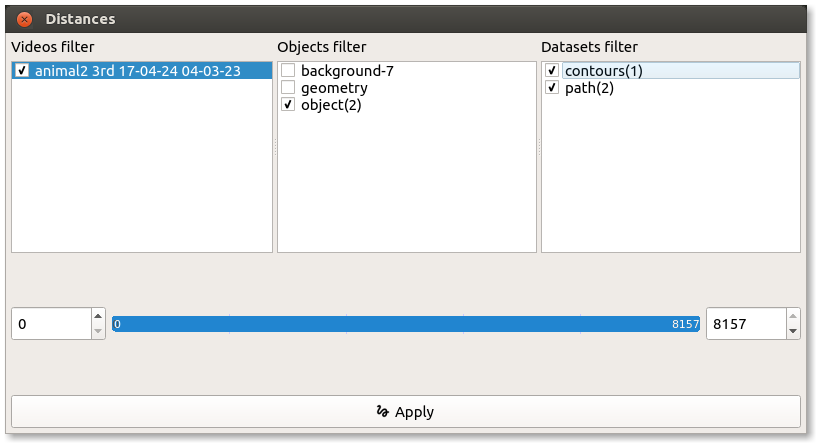 Distances
Videos filter
Objects filter
Datasets filter
animal2 3rd 17-04-24 04-03-23
background-7
geometry
object(2)
contours(1)
path(2)
0
0
8157
8157
Apply